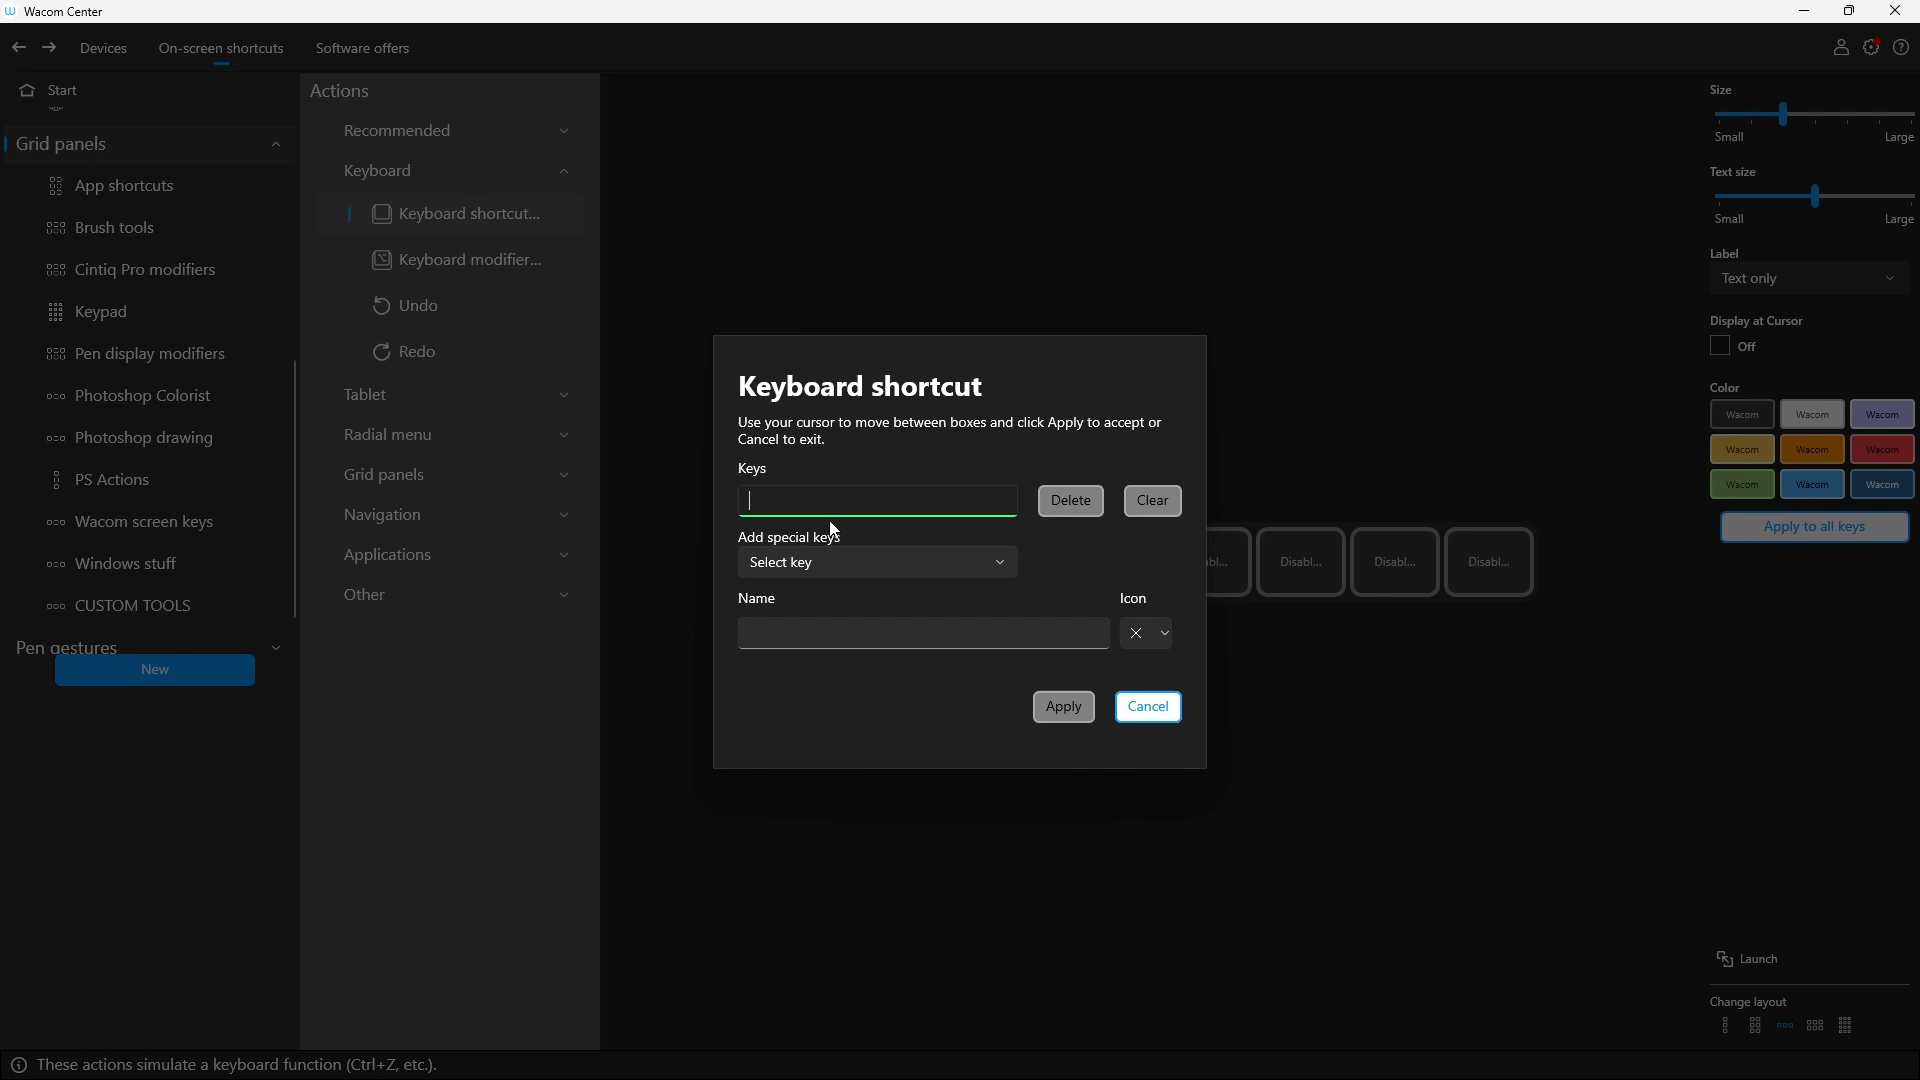 Wacom Center
Devices
On-screen shortcuts
Software offers
Start
Grid panels
App shortcuts
Brush tools
Cintiq Pro modifiers
Keypad
Pen display modifiers
Photoshop Colorist
Photoshop drawing
PS Actions
Wacom screen keys
Windows stuff
CUSTOM TOOLS
Pen gestures
New
Actions
Recommended
Keyboard
Keyboard shortcut...
Keyboard modifier...
Undo
Redo
Tablet
Radial menu
Grid panels
Navigation
Applications
Other
Keyboard shortcut
Use your cursor to move between boxes and click Apply to accept or
Cancel to exit.
Keys
Delete
Clear
Add special keys
Select key
Name
Icon
Apply
Cancel
Disabl...
Disabl...
Disabl...
Size
Small
Large
Text size
Small
Large
Label
Text only
Display at Cursor
Off
Color
Wacom
Wacom
Wacom
Wacom
Wacom
Wacom
Wacom
Wacom
Wacom
Apply to all keys
Launch
Change layout
These actions simulate a keyboard function (Ctrl+Z, etc.).